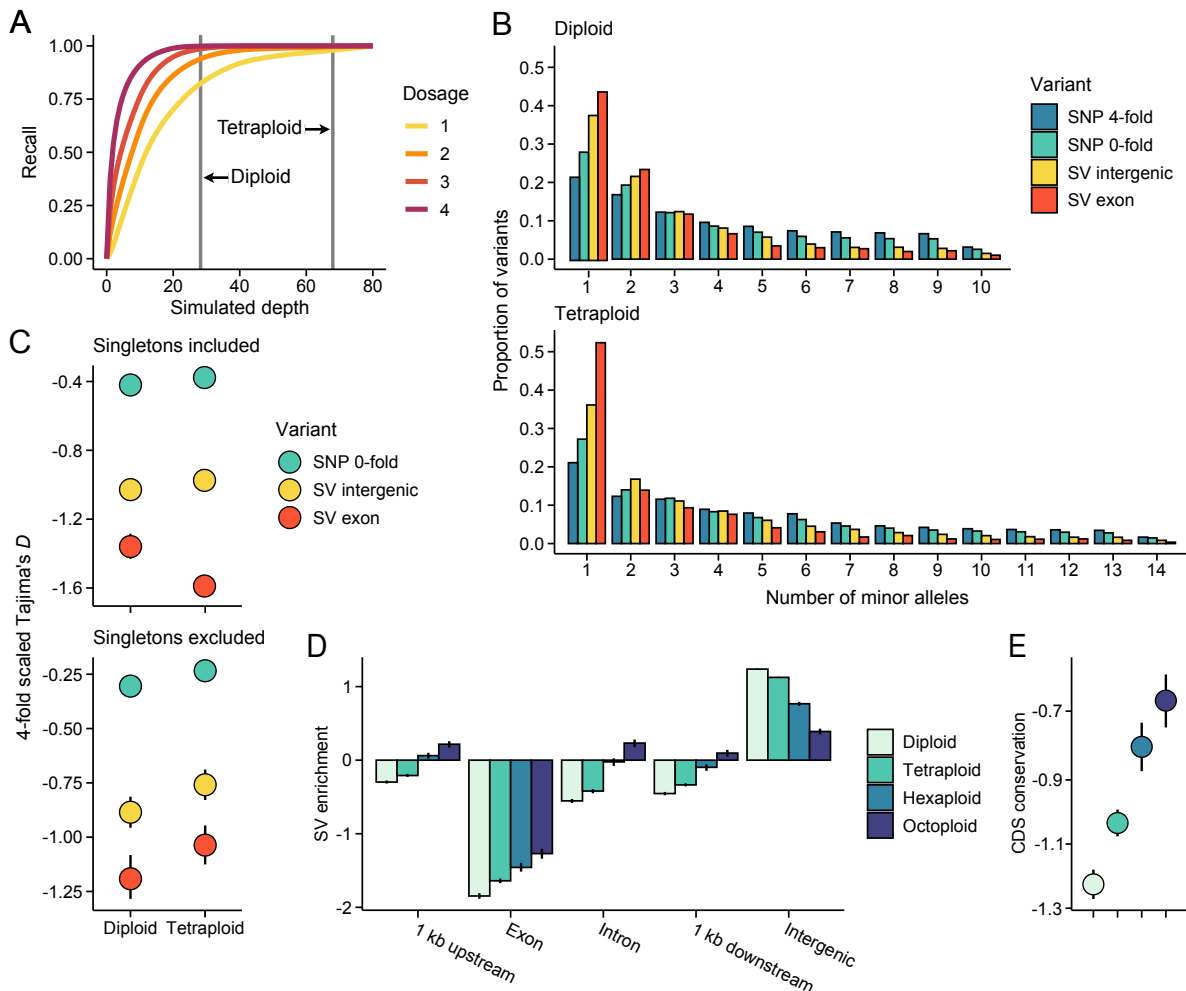 A
1.00
0.75
0.50
0.25
0.00
Recall
0
20
40
60
80
Simulated depth
Tetraploid
Diploid
Dosage
1
2
3
4
B
Diploid
0.5
0.4
0.3
0.2
0.1
0.0
1 2 3 4 5 6 7 8 9 10
Tetraploid
0.5
0.4
0.3
0.2
0.1
0.0
1 2 3 4 5 6 7 8 9 10 11 12 13 14
Proportion of variants
Number of minor alleles
Variant
SNP 4-fold
SNP 0-fold
SV intergenic
SV exon
C
Singletons included
-0.4
-0.8
-1.2
-1.6
Singletons excluded
-0.25
-0.50
-0.75
-1.00
-1.25
Diploid Tetraploid
4-fold scaled Tajima's D
Variant
SNP 0-fold
SV intergenic
SV exon
D
1
0
-1
-2
SV enrichment
1 kb upstream
Exon
Intron
1 kb downstream
Intergenic
Diploid
Tetraploid
Hexaploid
Octoploid
E
-0.7
-0.9
-1.1
-1.3
CDS conservation